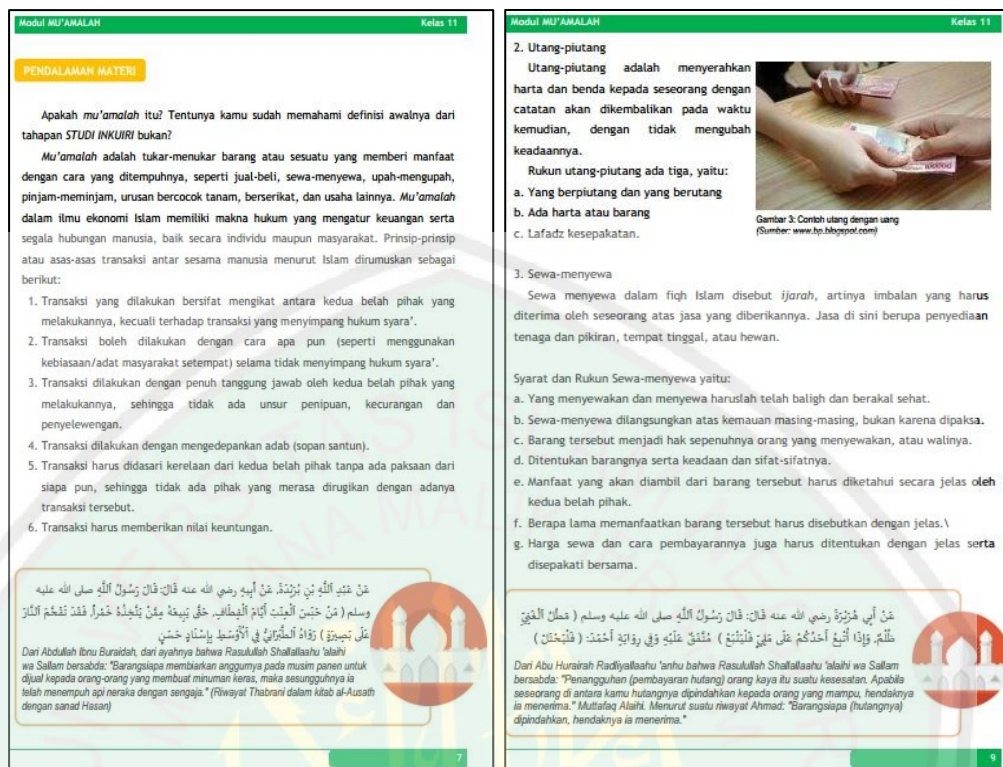 Modul MU'AMALAH Kelas 11
PENDALAMAN MATERI
Apakah mu'amalah itu? Tentunya kamu sudah memahami definisi awalnya dari
tahapan STUDI INKUIRI bukan?
Mu'amalah adalah tukar-menukar barang atau sesuatu yang memberi manfaat
dengan cara yang ditempuhnya, seperti jual-beli, sewa-menyewa, upah-mengupah,
pinjam-meminjam, urusan bercocok tanam, berserikat, dan usaha lainnya. Mu'amalah
dalam ilmu ekonomi Islam memiliki makna hukum yang mengatur keuangan serta
segala hubungan manusia, baik secara individu maupun masyarakat. Prinsip-prinsip
atau asas-asas transaksi antar sesama manusia menurut Islam dirumuskan sebagai
berikut:
1. Transaksi yang dilakukan bersifat mengikat antara kedua belah pihak yang
melakukannya, kecuali terhadap transaksi yang menyimpang hukum syara'.
2. Transaksi boleh dilakukan dengan cara apa pun (seperti menggunakan
kebiasaan/adat masyarakat setempat) selama tidak menyimpang hukum syara'.
3. Transaksi dilakukan dengan penuh tanggung jawab oleh kedua belah pihak yang
melakukannya, sehingga tidak ada unsur penipuan, kecurangan dan
penyelewengan.
4. Transaksi dilakukan dengan mengedepankan adab (sopan santun).
5. Transaksi harus didasari kerelaan dari kedua belah pihak tanpa ada paksaan dari
siapa pun, sehingga tidak ada pihak yang merasa dirugikan dengan adanya
transaksi tersebut.
6. Transaksi harus memberikan nilai keuntungan.
عَنْ عَبْدِ اَللَّهِ بْنِ بُرَيْدَةَ, عَنْ أَبِيهِ رضي الله عنه قَالَ: قَالَ رَسُولُ اَللَّهِ صلى الله عليه
وسلم ( مَنْ حَبَسَ اَلْعِنَبَ أَيَّامَ اَلْقِطَافِ, حَتَّى يَبِيعَهُ مِمَّنْ يَتَّخِذُهُ خَمْراً, فَقَدَ تَقَحَّمَ اَلنَّارَ
عَلَى بَصِيرَةٍ ) رَوَاهُ اَلطَّبَرَانِيُّ فِي اَلْأَوْسَطِ بِإِسْنَادٍ حَسَنٍ
Dari Abdullah Ibnu Buraidah, dari ayahnya bahwa Rasulullah Shallallaahu 'alaihi
wa Sallam bersabda: "Barangsiapa membiarkan anggurnya pada musim panen untuk
dijual kepada orang-orang yang membuat minuman keras, maka sesungguhnya ia
telah menempuh api neraka dengan sengaja." (Riwayat Thabrani dalam kitab al-Ausath
dengan sanad Hasan)
7
Modul MU'AMALAH Kelas 11
2. Utang-piutang
Utang-piutang adalah menyerahkan
harta dan benda kepada seseorang dengan
catatan akan dikembalikan pada waktu
kemudian, dengan tidak mengubah
keadaannya.
Rukun utang-piutang ada tiga, yaitu:
a. Yang berpiutang dan yang berutang
b. Ada harta atau barang
c. Lafadz kesepakatan.
Gambar 3: Contoh utang dengan uang
(Sumber: www.bp.blogspot.com)
3. Sewa-menyewa
Sewa menyewa dalam fiqh Islam disebut ijarah, artinya imbalan yang harus
diterima oleh seseorang atas jasa yang diberikannya. Jasa di sini berupa penyediaan
tenaga dan pikiran, tempat tinggal, atau hewan.
Syarat dan Rukun Sewa-menyewa yaitu:
a. Yang menyewakan dan menyewa haruslah telah baligh dan berakal sehat.
b. Sewa-menyewa dilangsungkan atas kemauan masing-masing, bukan karena dipaksa.
c. Barang tersebut menjadi hak sepenuhnya orang yang menyewakan, atau walinya.
d. Ditentukan barangnya serta keadaan dan sifat-sifatnya.
e. Manfaat yang akan diambil dari barang tersebut harus diketahui secara jelas oleh
kedua belah pihak.
f. Berapa lama memanfaatkan barang tersebut harus disebutkan dengan jelas.\
g. Harga sewa dan cara pembayarannya juga harus ditentukan dengan jelas serta
disepakati bersama.
عَنْ أَبِي هُرَيْرَةَ رضي الله عنه قَالَ: قَالَ رَسُولُ اَللَّهِ صلى الله عليه وسلم ( مَطْلُ اَلْغَنِيِّ
ظُلْمٌ, وَإِذَا أُتْبِعَ أَحَدُكُمْ عَلَى مَلِيٍّ فَلْيَتْبَعْ ) مُتَّفَقٌ عَلَيْهِ وَفِي رِوَايَةِ أَحْمَدَ: ( فَلْيَحْتَلْ )
Dari Abu Hurairah Radliyallaahu 'anhu bahwa Rasulullah Shallallaahu 'alaihi wa Sallam
bersabda: "Penangguhan (pembayaran hutang) orang kaya itu suatu kesesatan. Apabila
seseorang di antara kamu hutangnya dipindahkan kepada orang yang mampu, hendaknya
ia menerima." Muttafaq Alaihi. Menurut suatu riwayat Ahmad: "Barangsiapa (hutangnya)
dipindahkan, hendaknya ia menerima."
9